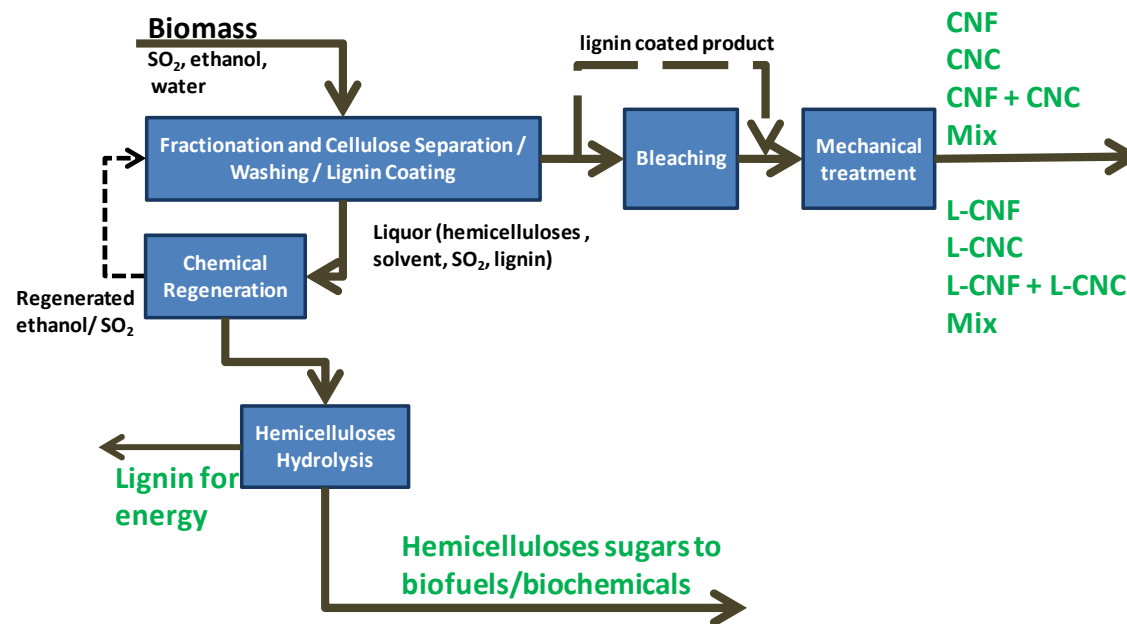 Biomass
SO₂, ethanol,
water
lignin coated product
Fractionation and Cellulose Separation /
Washing / Lignin Coating
Bleaching
Mechanical
treatment
CNF
CNC
CNF + CNC
Mix
L-CNF
L-CNC
L-CNF + L-CNC
Mix
Liquor (hemicelluloses ,
solvent, SO₂, lignin)
Chemical
Regeneration
Regenerated
ethanol/ SO₂
Hemicelluloses
Hydrolysis
Lignin for
energy
Hemicelluloses sugars to
biofuels/biochemicals